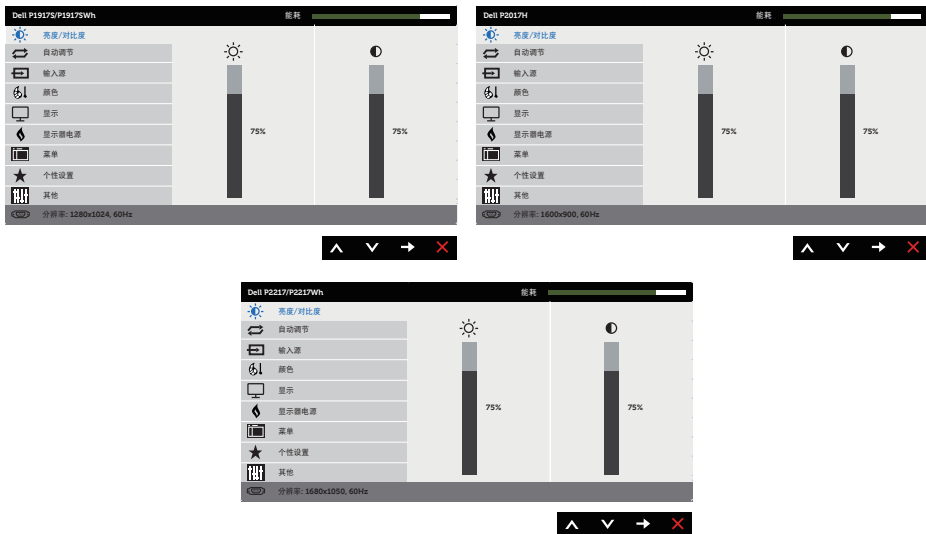 Dell P1917S/P1917SWh 能耗
亮度/对比度
自动调节
输入源
颜色
显示
显示器电源
菜单
个性设置
其他
75% 75%
分辨率: 1280x1024, 60Hz
Dell P2017H 能耗
亮度/对比度
自动调节
输入源
颜色
显示
显示器电源
菜单
个性设置
其他
75% 75%
分辨率: 1600x900, 60Hz
Dell P2217/P2217Wh 能耗
亮度/对比度
自动调节
输入源
颜色
显示
显示器电源
菜单
个性设置
其他
75% 75%
分辨率: 1680x1050, 60Hz